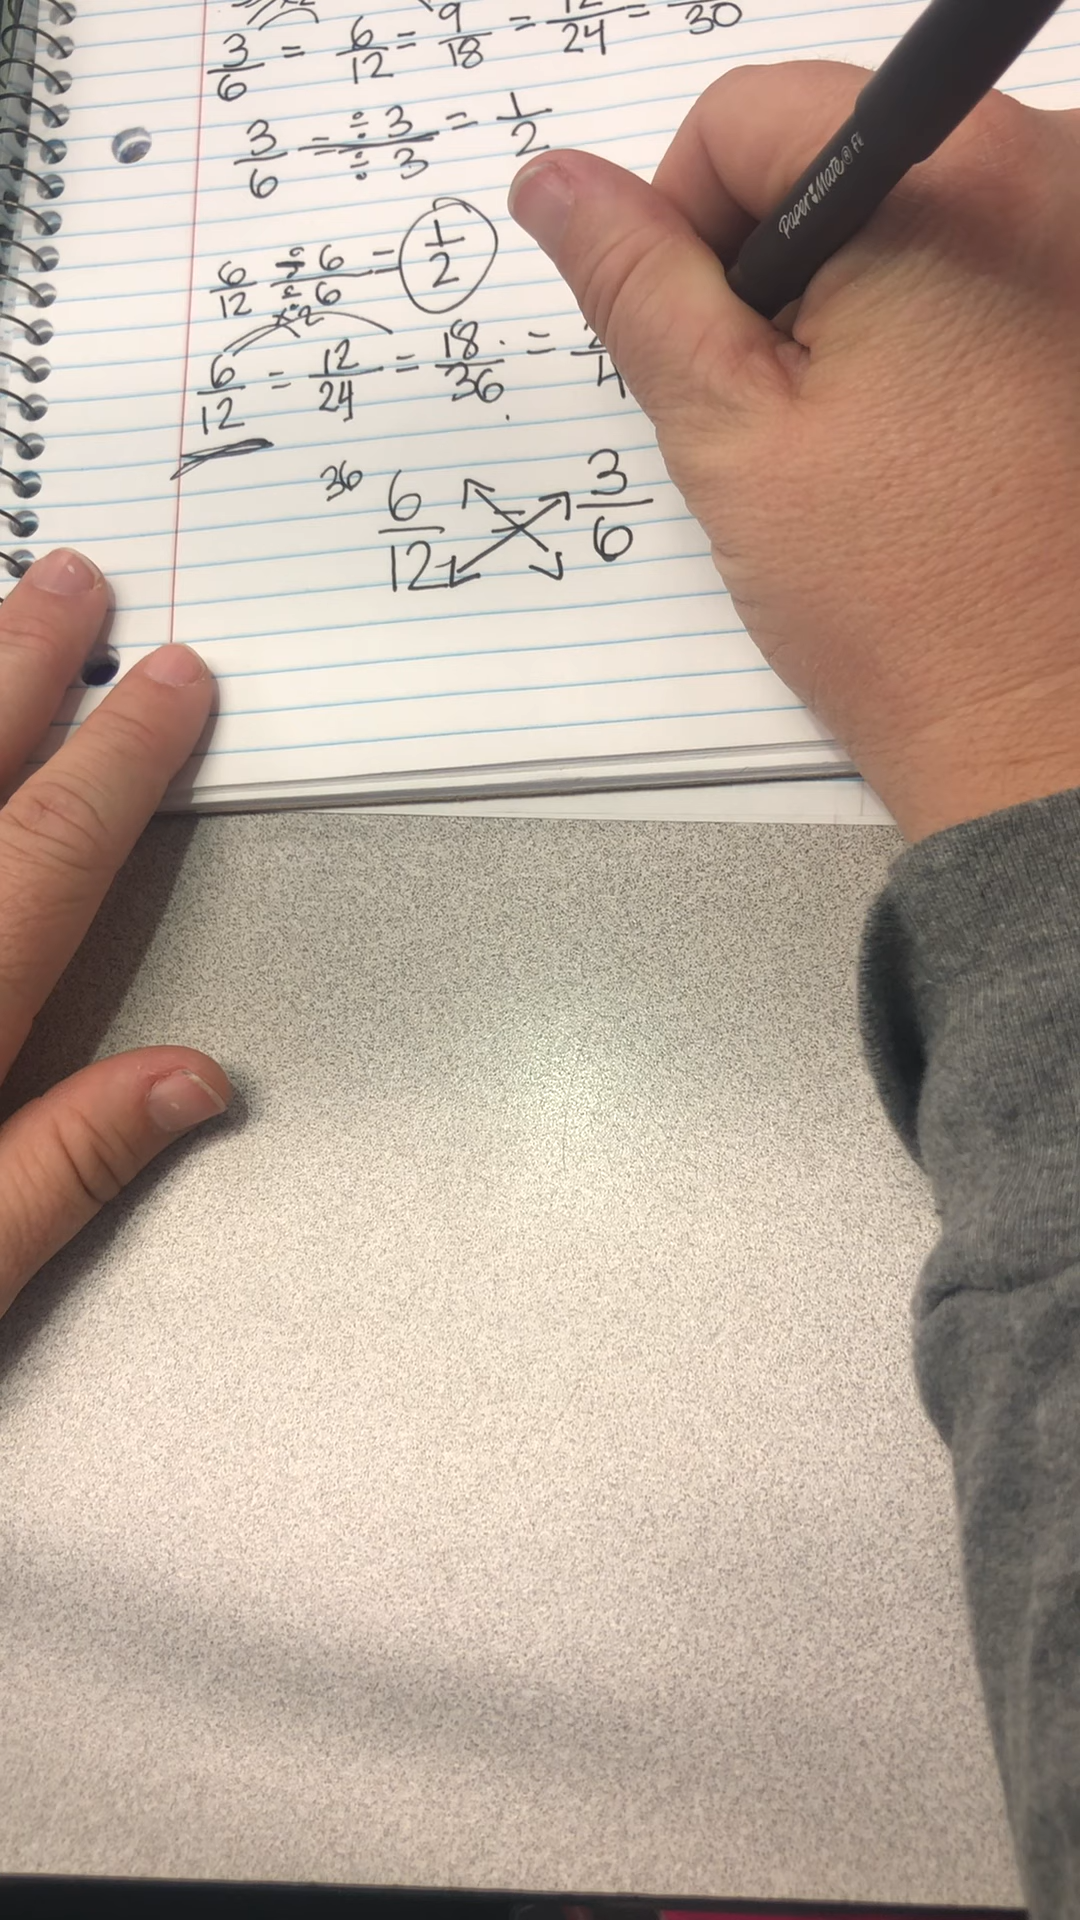 3/6 = 6/12 = 9/18 = 12/24 = /30
3/6 = ÷3/÷3 = 1/2
6/12 ÷6/÷6 = 1/2
×2
6/12 = 12/24 = 18/36 =
36 6/12 = 3/6
Paper Mate®